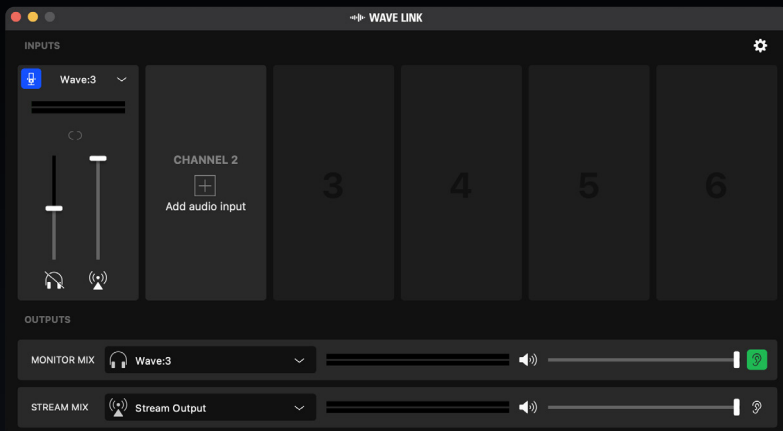 WAVE LINK
INPUTS
Wave:3
CHANNEL 2
Add audio input
3
4
5
6
OUTPUTS
MONITOR MIX
Wave:3
STREAM MIX
Stream Output